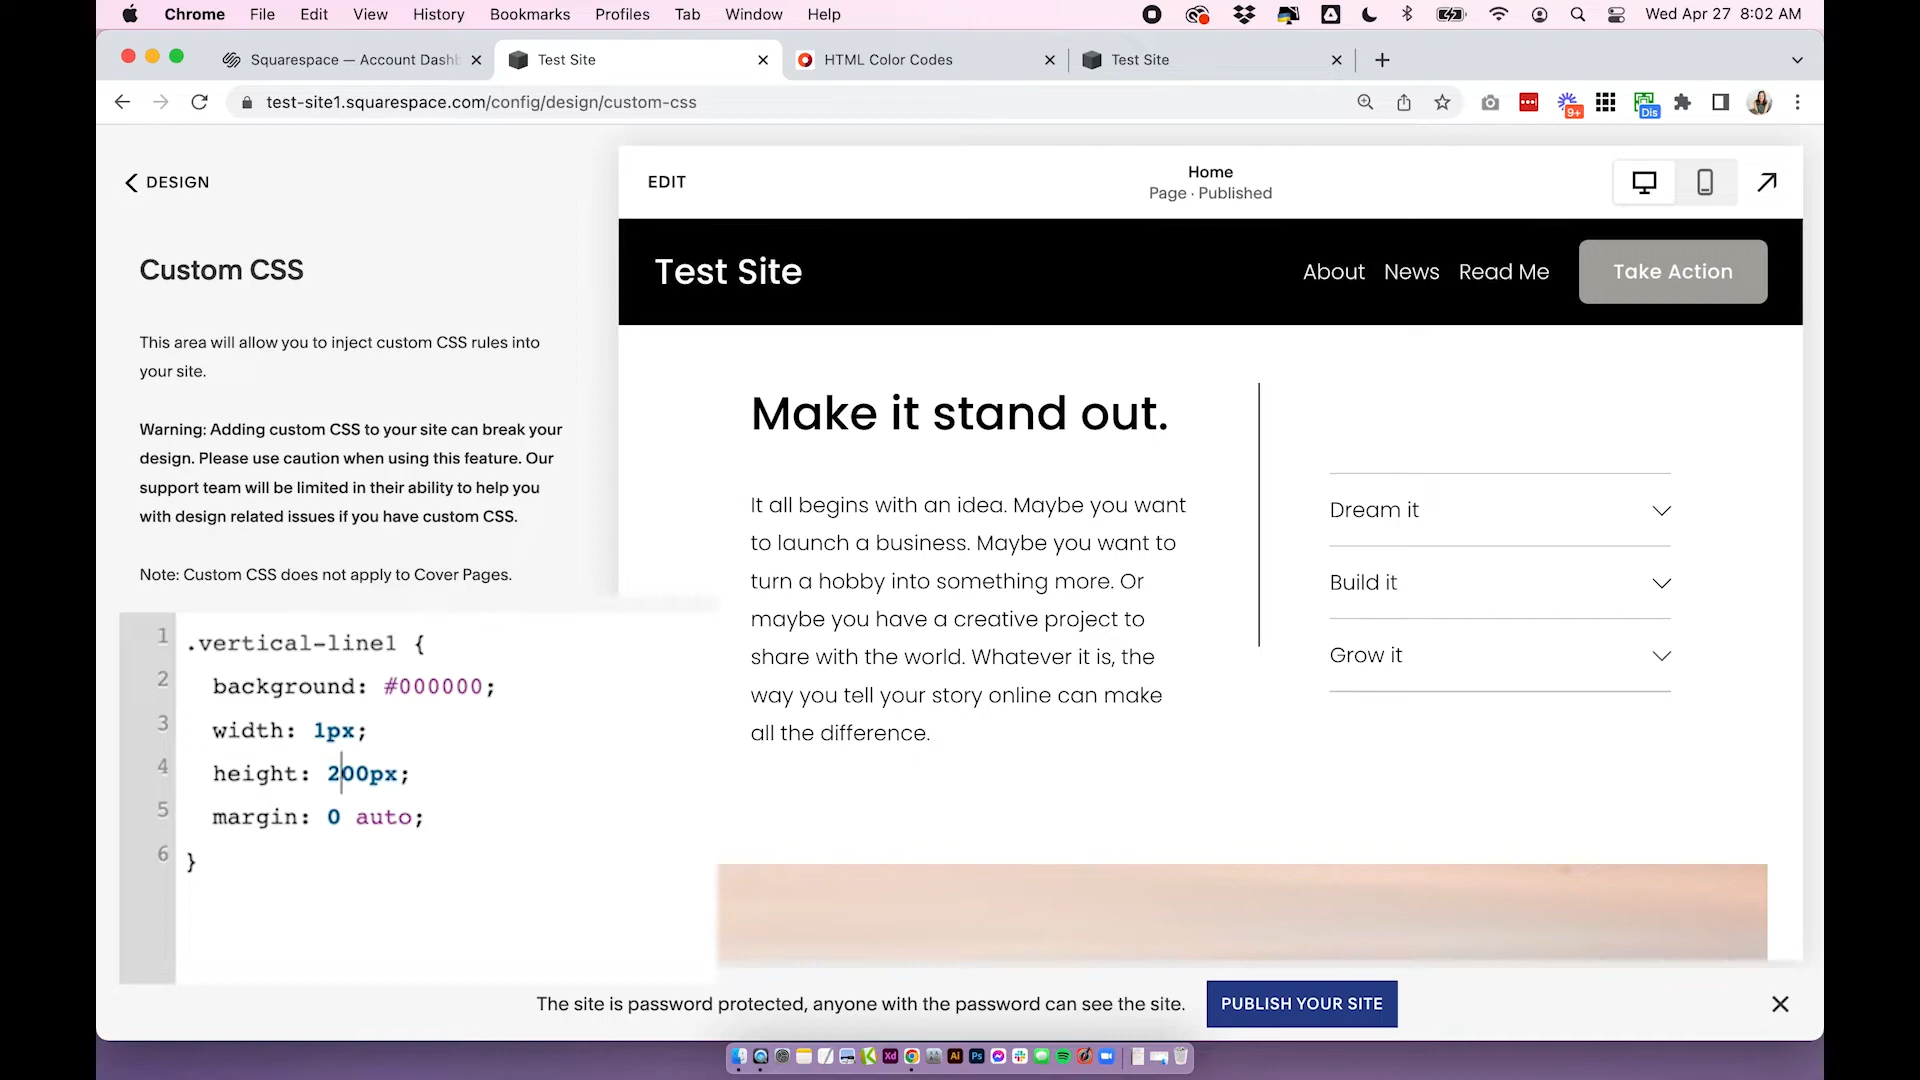 Chrome File Edit View History Bookmarks Profiles Tab Window Help Wed Apr 27 8:02 AM
Squarespace — Account Dashb Test Site HTML Color Codes Test Site
test-site1.squarespace.com/config/design/custom-css 9+ Dis
DESIGN
EDIT
Home
Page · Published
Custom CSS
This area will allow you to inject custom CSS rules into
your site.
Warning: Adding custom CSS to your site can break your
design. Please use caution when using this feature. Our
support team will be limited in their ability to help you
with design related issues if you have custom CSS.
Note: Custom CSS does not apply to Cover Pages.
1 .vertical-line1 {
2 background: #000000;
3 width: 1px;
4 height: 200px;
5 margin: 0 auto;
6 }
Test Site About News Read Me Take Action
Make it stand out.
It all begins with an idea. Maybe you want
to launch a business. Maybe you want to
turn a hobby into something more. Or
maybe you have a creative project to
share with the world. Whatever it is, the
way you tell your story online can make
all the difference.
Dream it
Build it
Grow it
The site is password protected, anyone with the password can see the site. PUBLISH YOUR SITE
Xd Ai Ps